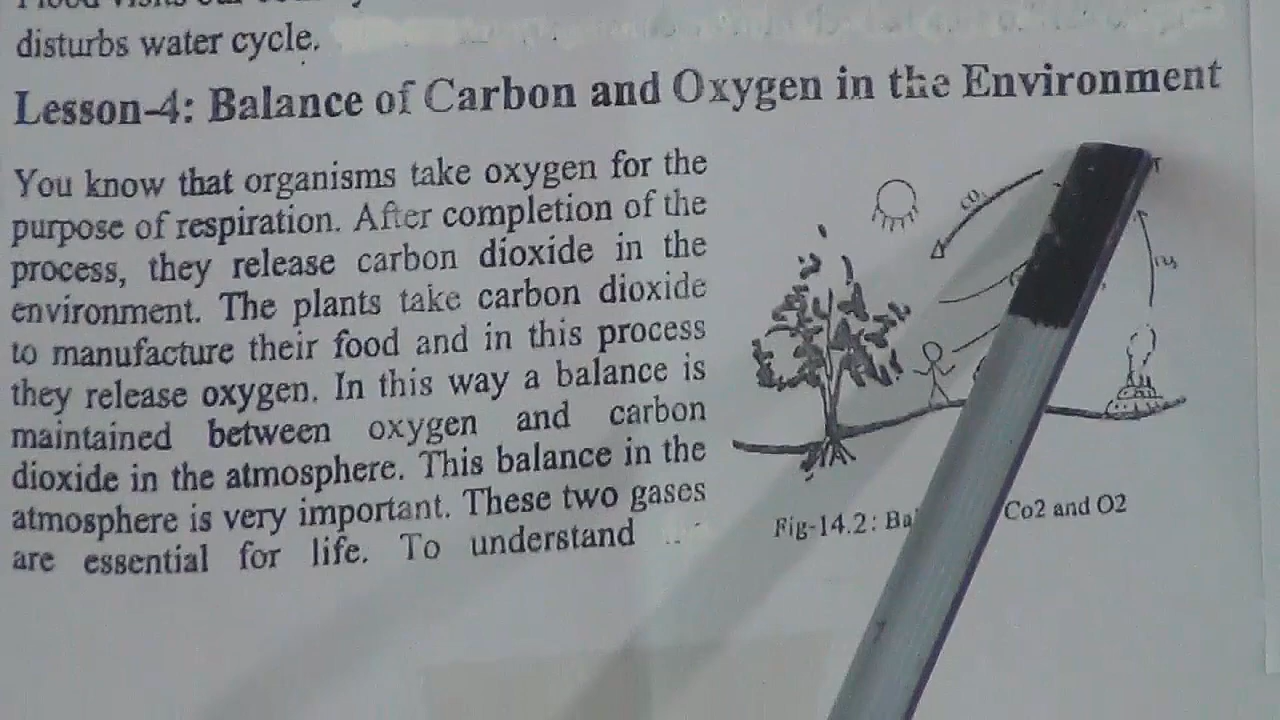 disturbs water cycle.
Lesson-4: Balance of Carbon and Oxygen in the Environment
You know that organisms take oxygen for the
purpose of respiration. After completion of the
process, they release carbon dioxide in the
environment. The plants take carbon dioxide
to manufacture their food and in this process
they release oxygen. In this way a balance is
maintained between oxygen and carbon
dioxide in the atmosphere. This balance in the
atmosphere is very important. These two gases
are essential for life. To understand
CO₂
Fig-14.2: Co2 and O2